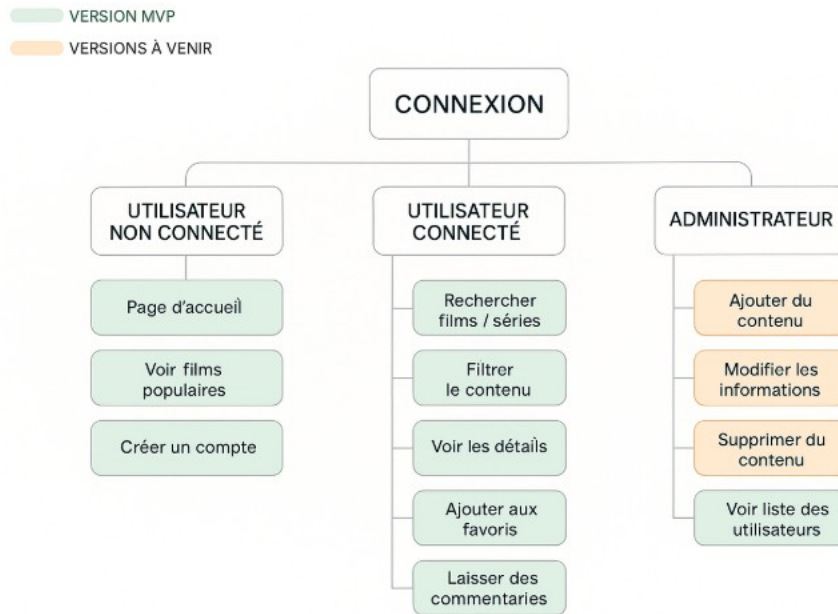 VERSION MVP
VERSIONS À VENIR
CONNEXION
UTILISATEUR
NON CONNECTÉ
Page d'accueil
Voir films
populaires
Créer un compte
UTILISATEUR
CONNECTÉ
Rechercher
films / séries
Filtrer
le contenu
Voir les détails
Ajouter aux
favoris
Laisser des
commentaries
ADMINISTRATEUR
Ajouter du
contenu
Modifier les
informations
Supprimer du
contenu
Voir liste des
utilisateurs